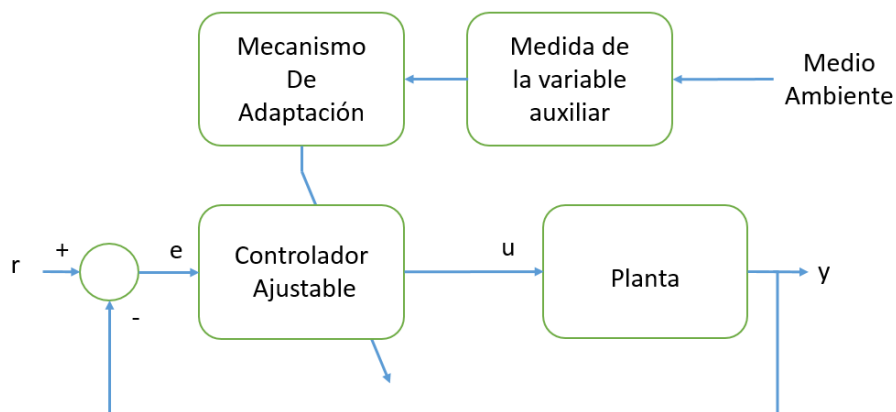 Mecanismo
De
Adaptación
Medida de
la variable
auxiliar
Medio
Ambiente
r
+
-
e
Controlador
Ajustable
u
Planta
y